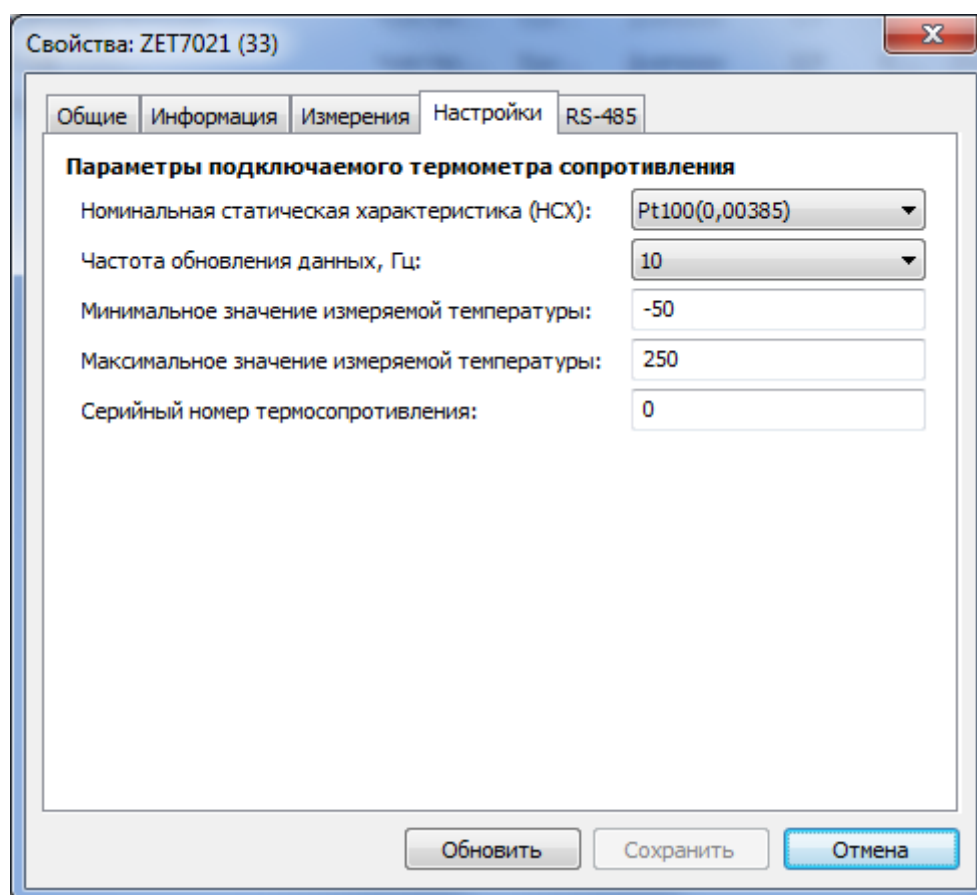 Свойства: ZET7021 (33)
Общие Информация Измерения Настройки RS-485
Параметры подключаемого термометра сопротивления
Номинальная статическая характеристика (НСХ): Pt100(0,00385)
Частота обновления данных, Гц: 10
Минимальное значение измеряемой температуры: -50
Максимальное значение измеряемой температуры: 250
Серийный номер термосопротивления: 0
Обновить Сохранить Отмена